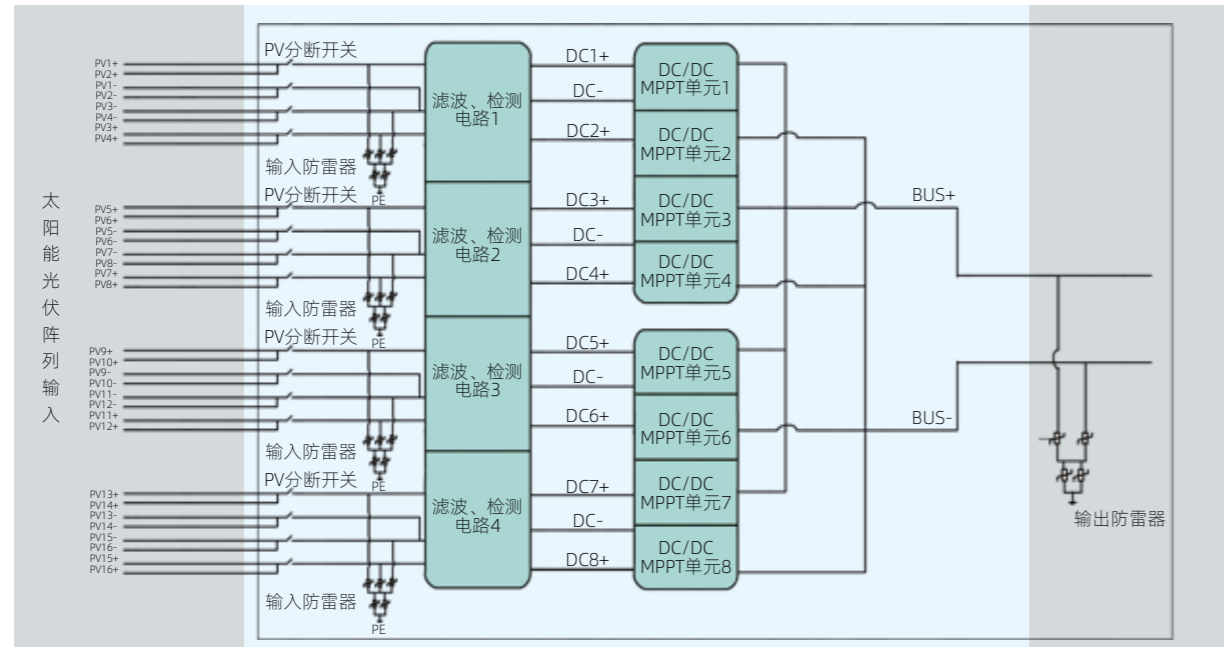 太
阳
能
光
伏
阵
列
输
入
PV1+
PV2+
PV1-
PV2-
PV3-
PV4-
PV3+
PV4+
PV分断开关
输入防雷器
PE
PV5+
PV6+
PV5-
PV6-
PV7-
PV8-
PV7+
PV8+
PV分断开关
输入防雷器
PE
PV9+
PV10+
PV9-
PV10-
PV11-
PV12-
PV11+
PV12+
PV分断开关
输入防雷器
PE
PV13+
PV14+
PV13-
PV14-
PV15-
PV16-
PV15+
PV16+
PV分断开关
输入防雷器
PE
滤波、检测
电路1
滤波、检测
电路2
滤波、检测
电路3
滤波、检测
电路4
DC1+
DC-
DC2+
DC3+
DC-
DC4+
DC5+
DC-
DC6+
DC7+
DC-
DC8+
DC/DC
MPPT单元1
DC/DC
MPPT单元2
DC/DC
MPPT单元3
DC/DC
MPPT单元4
DC/DC
MPPT单元5
DC/DC
MPPT单元6
DC/DC
MPPT单元7
DC/DC
MPPT单元8
BUS+
BUS-
输出防雷器